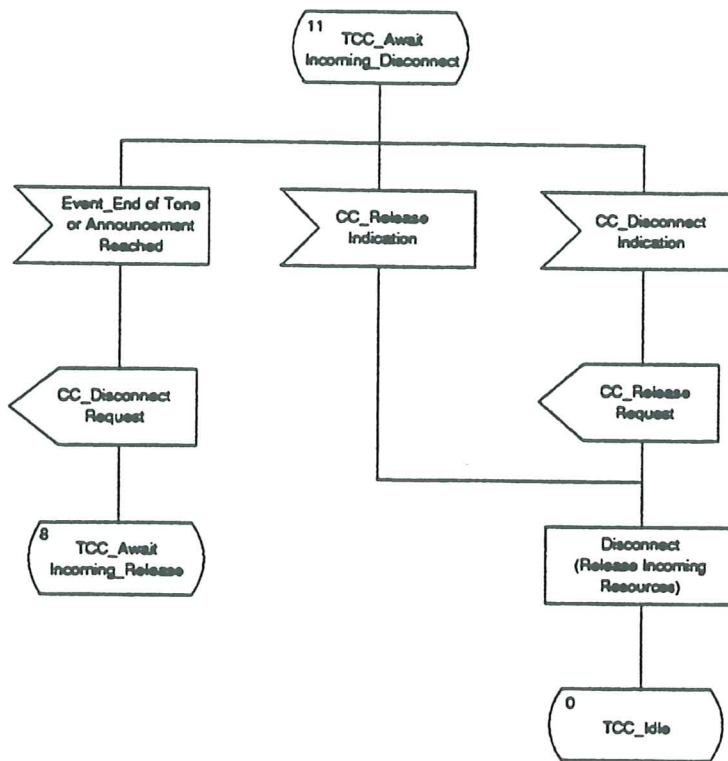 11
TCC_Await
Incoming_Disconnect
Event_End of Tone
or Announcement
Reached
CC_Release
Indication
CC_Disconnect
Indication
CC_Disconnect
Request
CC_Release
Request
8
TCC_Await
Incoming_Release
Disconnect
(Release Incoming
Resources)
0
TCC_Idle